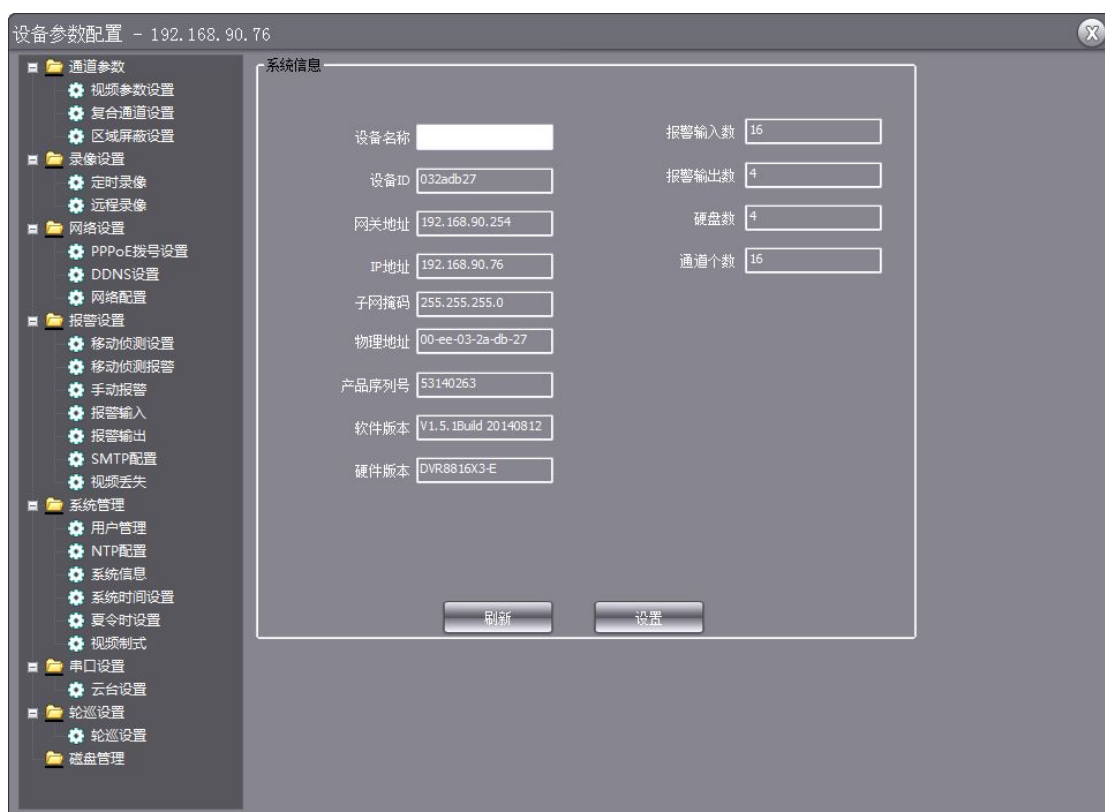 设备参数配置 - 192.168.90.76
X
通道参数
视频参数设置
复合通道设置
区域屏蔽设置
录像设置
定时录像
远程录像
网络设置
PPPoE拨号设置
DDNS设置
网络配置
报警设置
移动侦测设置
移动侦测报警
手动报警
报警输入
报警输出
SMTP配置
视频丢失
系统管理
用户管理
NTP配置
系统信息
系统时间设置
夏令时设置
视频制式
串口设置
云台设置
轮巡设置
轮巡设置
磁盘管理
系统信息
设备名称
设备ID 032adb27
网关地址 192.168.90.254
IP地址 192.168.90.76
子网掩码 255.255.255.0
物理地址 00-ee-03-2a-db-27
产品序列号 53140263
软件版本 V1.5.1Build 20140812
硬件版本 DVR8816X3-E
报警输入数 16
报警输出数 4
硬盘数 4
通道个数 16
刷新 设置